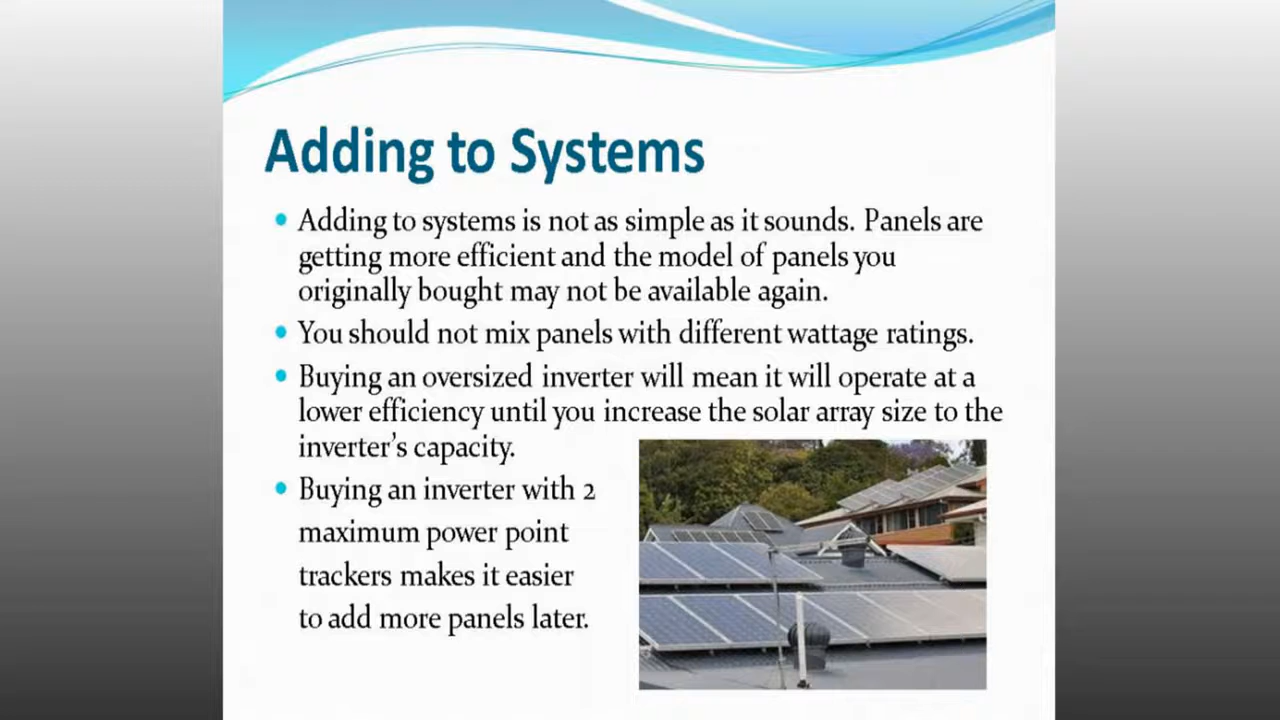 Adding to Systems
• Adding to systems is not as simple as it sounds. Panels are
getting more efficient and the model of panels you
originally bought may not be available again.
• You should not mix panels with different wattage ratings.
• Buying an oversized inverter will mean it will operate at a
lower efficiency until you increase the solar array size to the
inverter's capacity.
• Buying an inverter with 2
maximum power point
trackers makes it easier
to add more panels later.